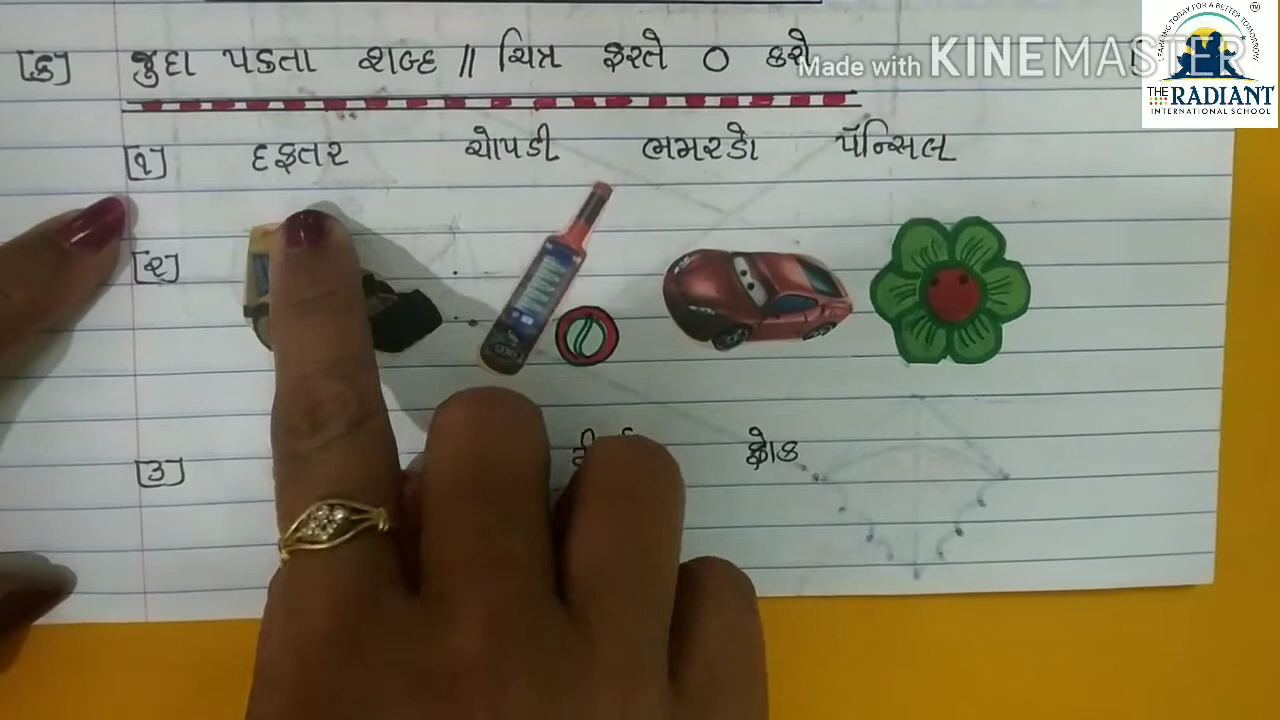 [ક] જુદા પડતા શબ્દ // ચિત્ર ફરતે O કરો
Made with KINEMASTER
THE RADIANT
INTERNATIONAL SCHOOL
[૧] દફતર ચોપડી ભમરડો પૅન્સિલ
[૨]
[૩] ફ્રોક